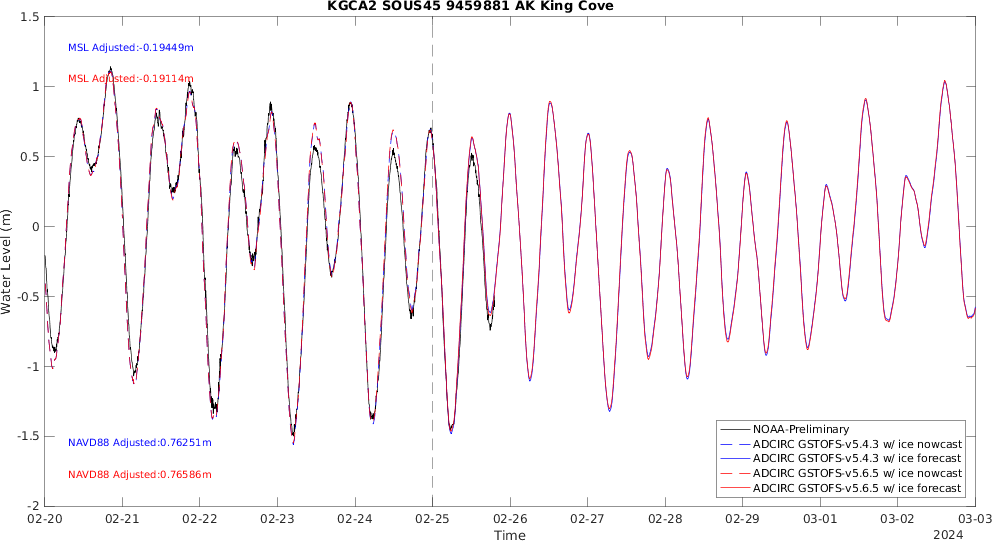 KGCA2 SOUS45 9459881 AK King Cove
1.5
1
0.5
0
-0.5
-1
-1.5
-2
Water Level (m)
MSL Adjusted:-0.19449m
MSL Adjusted:-0.19114m
NAVD88 Adjusted:0.76251m
NAVD88 Adjusted:0.76586m
NOAA-Preliminary
ADCIRC GSTOFS-v5.4.3 w/ ice nowcast
ADCIRC GSTOFS-v5.4.3 w/ ice forecast
ADCIRC GSTOFS-v5.6.5 w/ ice nowcast
ADCIRC GSTOFS-v5.6.5 w/ ice forecast
02-20 02-21 02-22 02-23 02-24 02-25 02-26 02-27 02-28 02-29 03-01 03-02 03-03
Time
2024